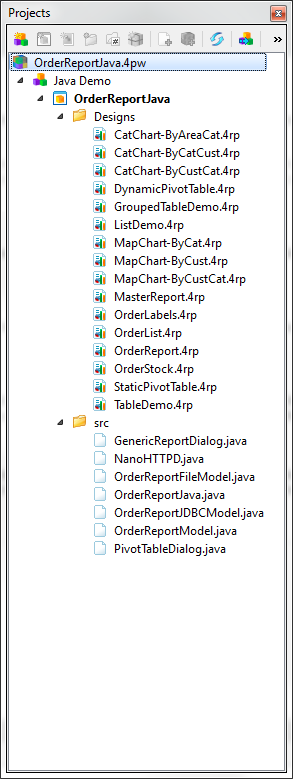 Projects
OrderReportJava.4pw
Java Demo
OrderReportJava
Designs
CatChart-ByAreaCat.4rp
CatChart-ByCatCust.4rp
CatChart-ByCustCat.4rp
DynamicPivotTable.4rp
GroupedTableDemo.4rp
ListDemo.4rp
MapChart-ByCat.4rp
MapChart-ByCust.4rp
MapChart-ByCustCat.4rp
MasterReport.4rp
OrderLabels.4rp
OrderList.4rp
OrderReport.4rp
OrderStock.4rp
StaticPivotTable.4rp
TableDemo.4rp
src
GenericReportDialog.java
NanoHTTPD.java
OrderReportFileModel.java
OrderReportJava.java
OrderReportJDBCModel.java
OrderReportModel.java
PivotTableDialog.java